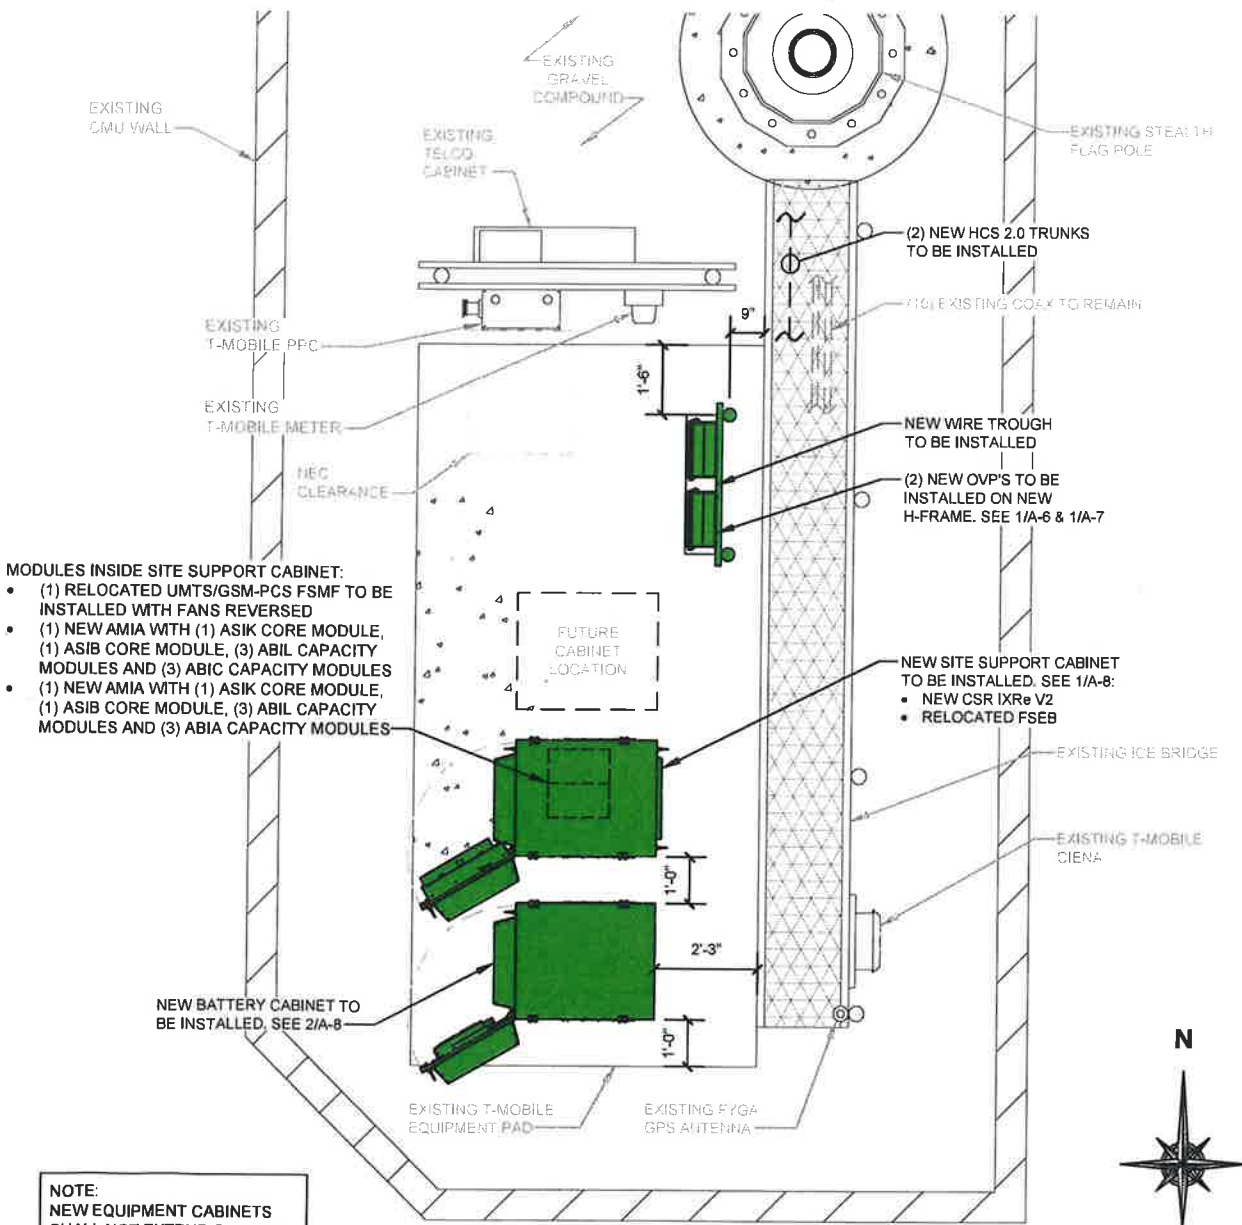 EXISTING
GRAVEL
COMPOUND
EXISTING
CMU WALL
EXISTING
TELCO
CABINET
EXISTING STEALTH
FLAG POLE
(2) NEW HCS 2.0 TRUNKS
TO BE INSTALLED
EXISTING COAX TO REMAIN
9"
EXISTING
T-MOBILE PPC
1'-6"
EXISTING
T-MOBILE METER
NEW WIRE TROUGH
TO BE INSTALLED
NEC
CLEARANCE
(2) NEW OVP'S TO BE
INSTALLED ON NEW
H-FRAME. SEE 1/A-6 & 1/A-7
MODULES INSIDE SITE SUPPORT CABINET:
• (1) RELOCATED UMTS/GSM-PCS FSMF TO BE
INSTALLED WITH FANS REVERSED
• (1) NEW AMIA WITH (1) ASIK CORE MODULE,
(1) ASIB CORE MODULE, (3) ABIL CAPACITY
MODULES AND (3) ABIC CAPACITY MODULES
• (1) NEW AMIA WITH (1) ASIK CORE MODULE,
(1) ASIB CORE MODULE, (3) ABIL CAPACITY
MODULES AND (3) ABIA CAPACITY MODULES
FUTURE
CABINET
LOCATION
NEW SITE SUPPORT CABINET
TO BE INSTALLED. SEE 1/A-8:
• NEW CSR IXRe V2
• RELOCATED FSEB
EXISTING ICE BRIDGE
EXISTING T-MOBILE
CIENA
1'-0"
2'-3"
NEW BATTERY CABINET TO
BE INSTALLED. SEE 2/A-8
1'-0"
EXISTING T-MOBILE
EQUIPMENT PAD
EXISTING FYGA
GPS ANTENNA
N
NOTE:
NEW EQUIPMENT CABINETS